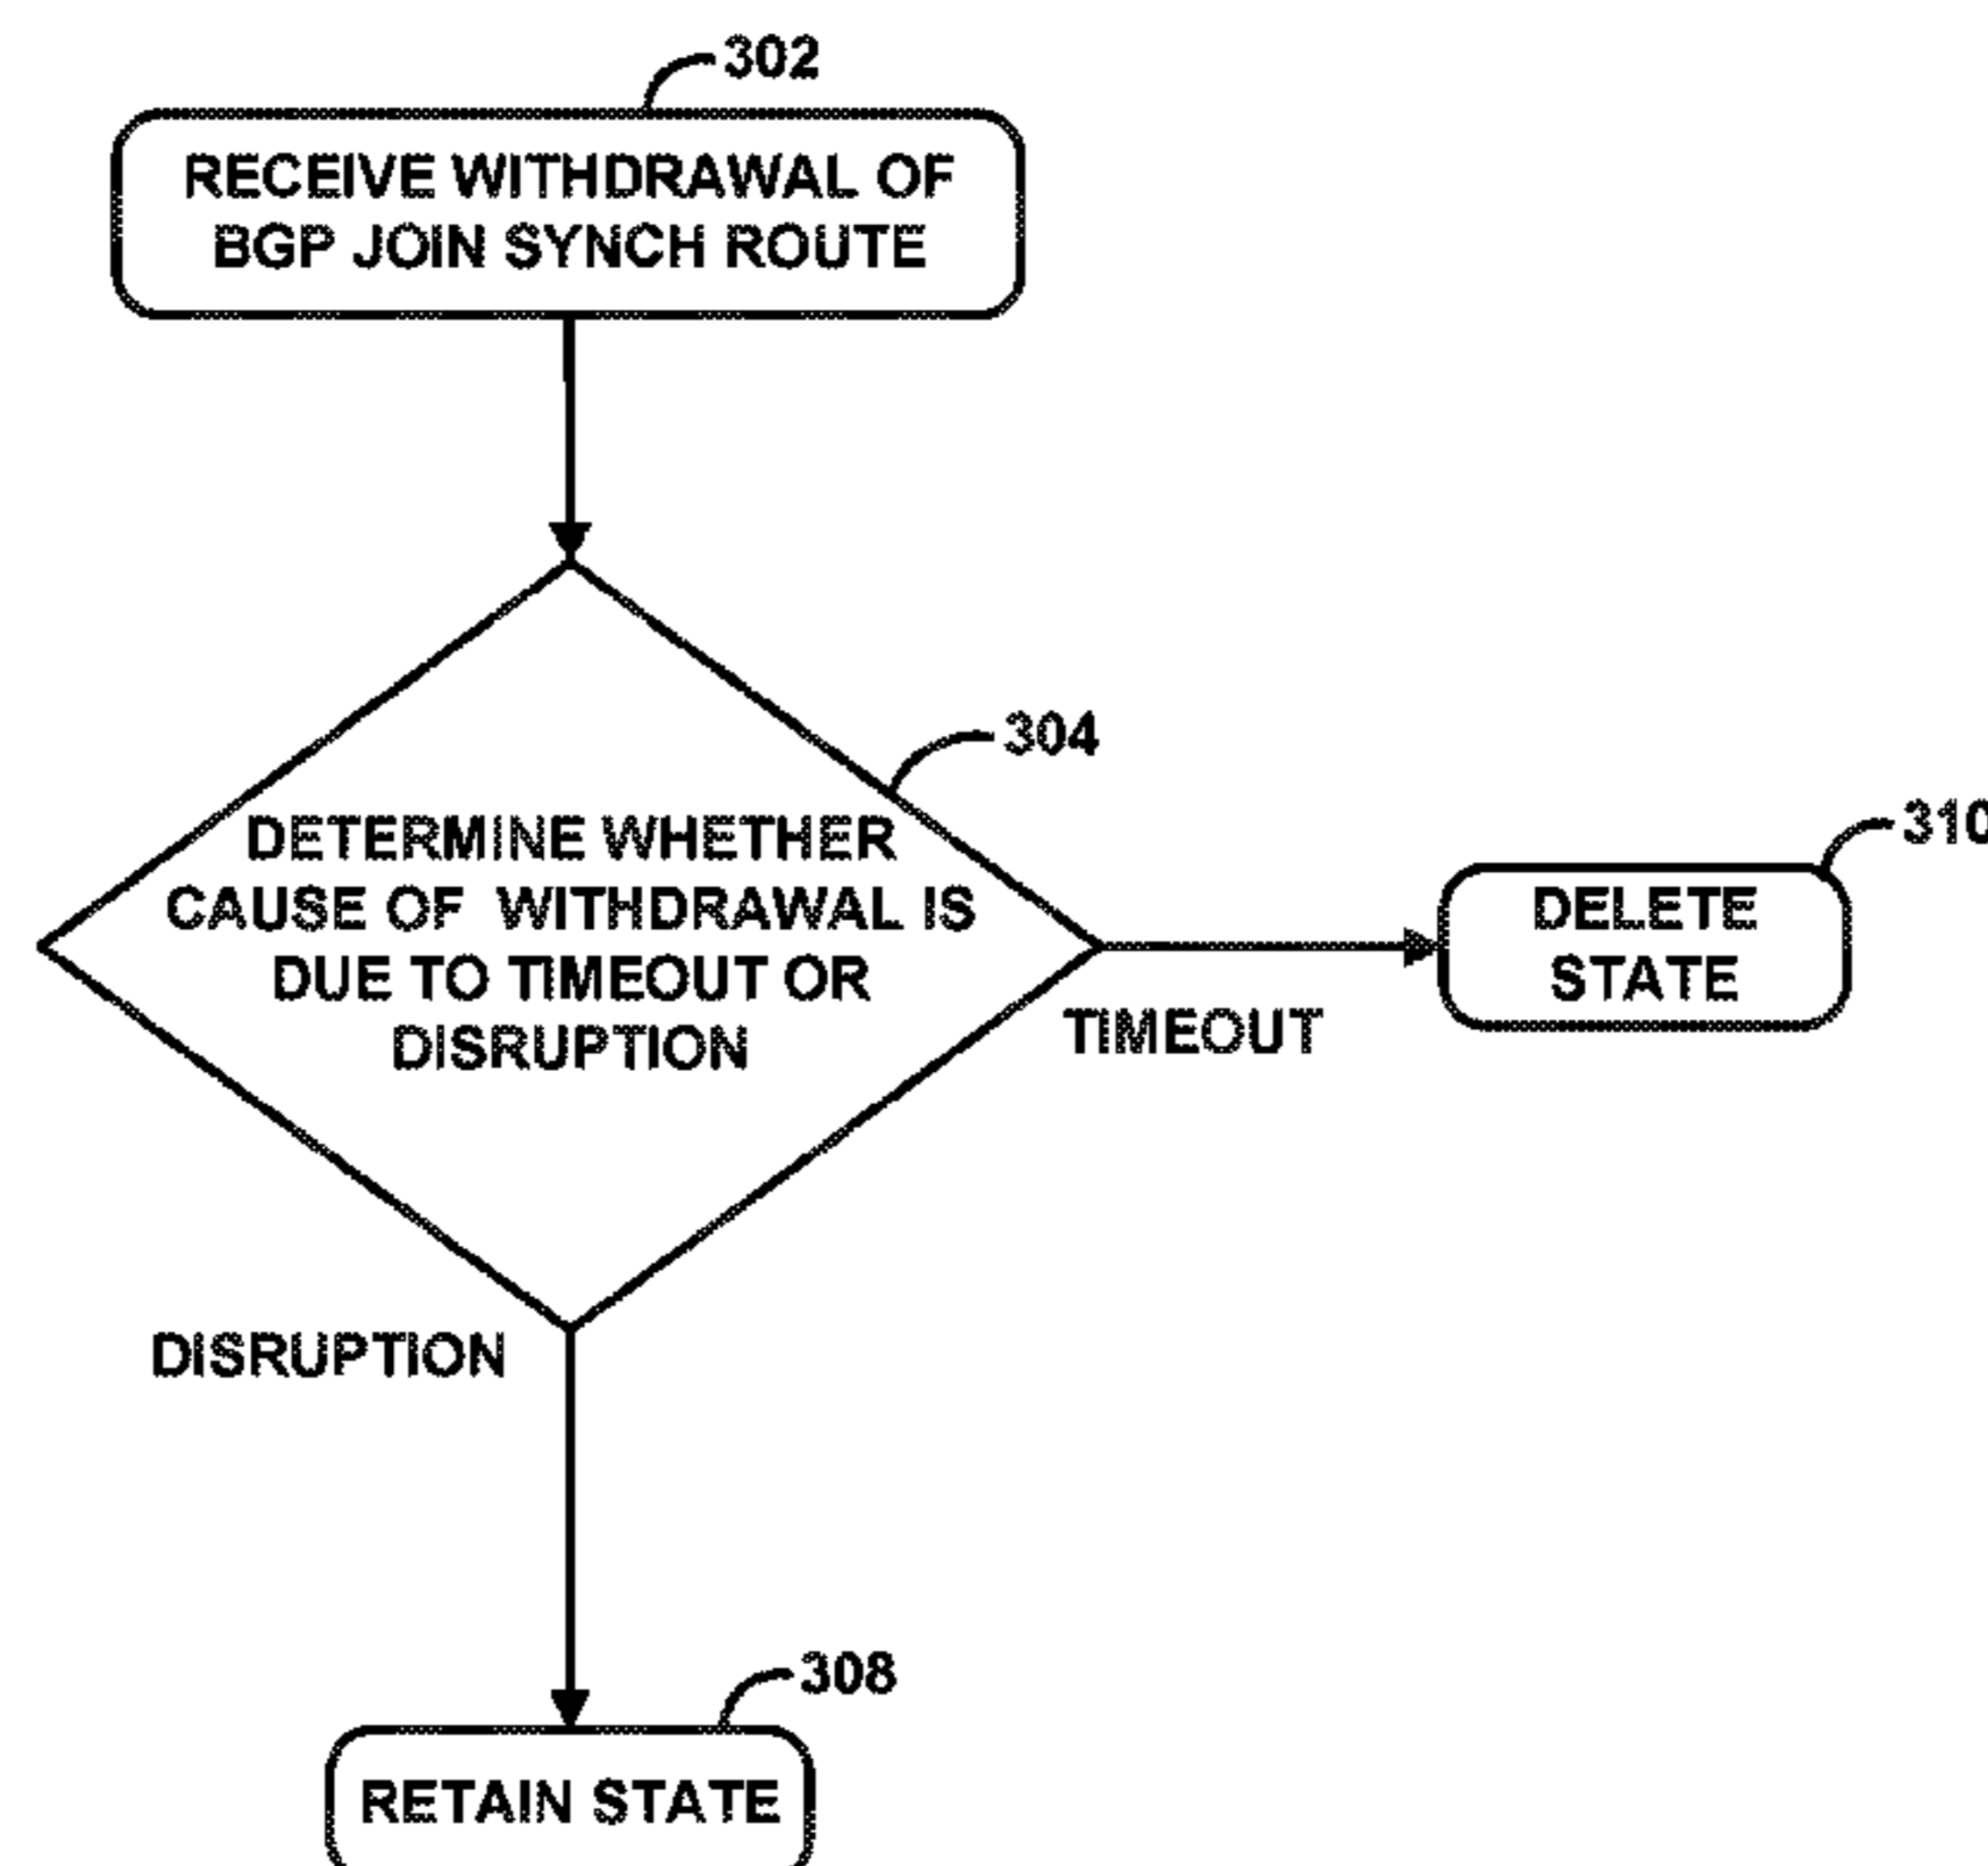 302
RECEIVE WITHDRAWAL OF
BGP JOIN SYNCH ROUTE
304
DETERMINE WHETHER
CAUSE OF WITHDRAWAL IS
DUE TO TIMEOUT OR
DISRUPTION
TIMEOUT
310
DELETE
STATE
DISRUPTION
308
RETAIN STATE